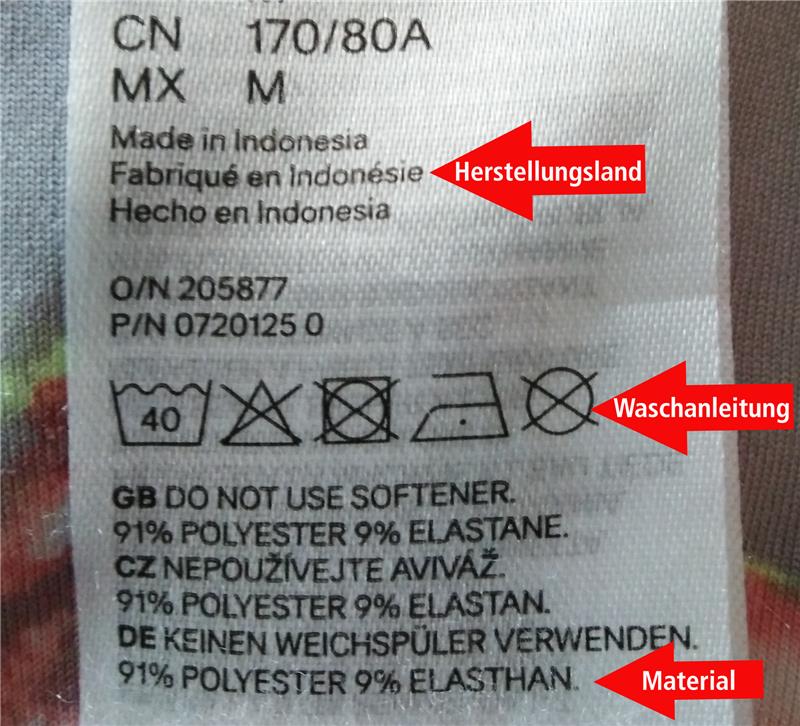 CN 170/80A
MX M
Made in Indonesia
Fabriqué en Indonésie
Herstellungsland
Hecho en Indonesia
O/N 205877
P/N 0720125 0
40
Waschanleitung
GB DO NOT USE SOFTENER.
91% POLYESTER 9% ELASTANE.
CZ NEPOUŽÍVEJTE AVIVÁŽ.
91% POLYESTER 9% ELASTAN.
DE KEINEN WEICHSPÜLER VERWENDEN.
91% POLYESTER 9% ELASTHAN.
Material